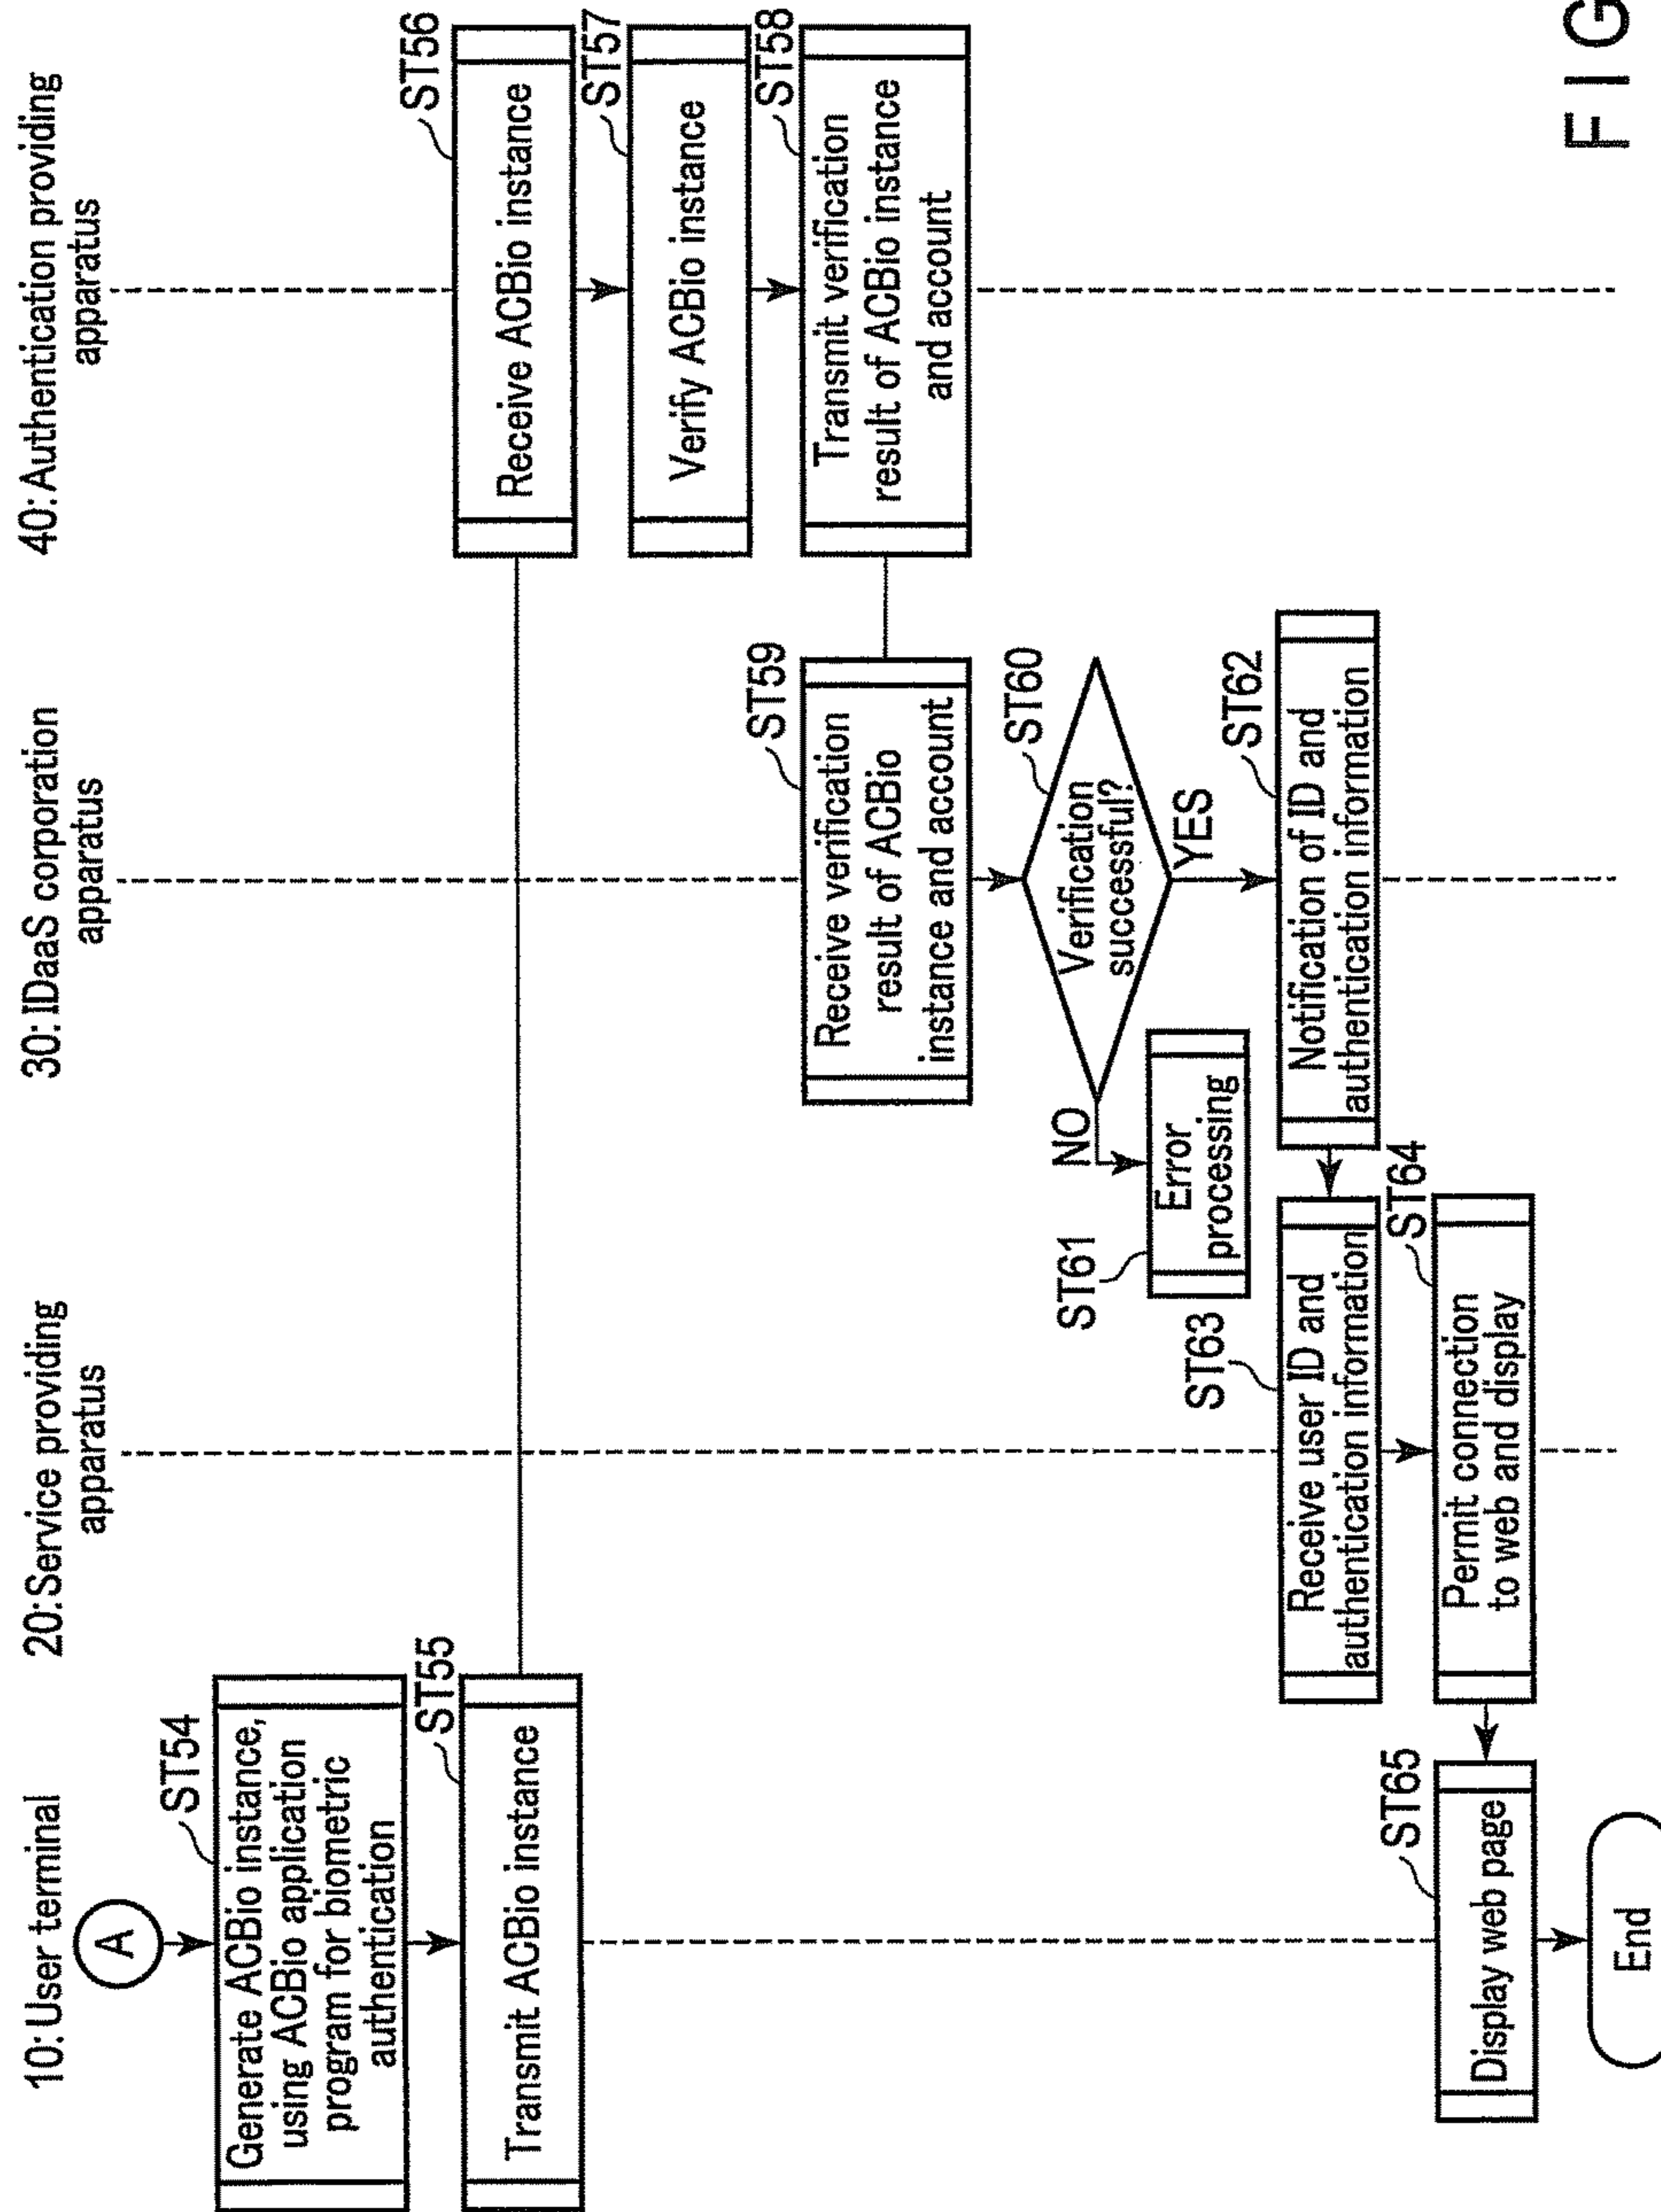 10:User terminal
20:Service providing
apparatus
30:IDaaS corporation
apparatus
40:Authentication providing
apparatus
A
ST54
Generate ACBio instance,
using ACBio application
program for biometric
authentication
ST55
Transmit ACBio instance
ST56
Receive ACBio instance
ST57
Verify ACBio instance
ST58
Transmit verification
result of ACBio instance
and account
ST59
Receive verification
result of ACBio
instance and account
ST60
Verification
successful?
NO
YES
ST61
Error
processing
ST62
Notification of ID and
authentication information
ST63
Receive user ID and
authentication information
ST64
Permit connection
to web and display
ST65
Display web page
End
FIG